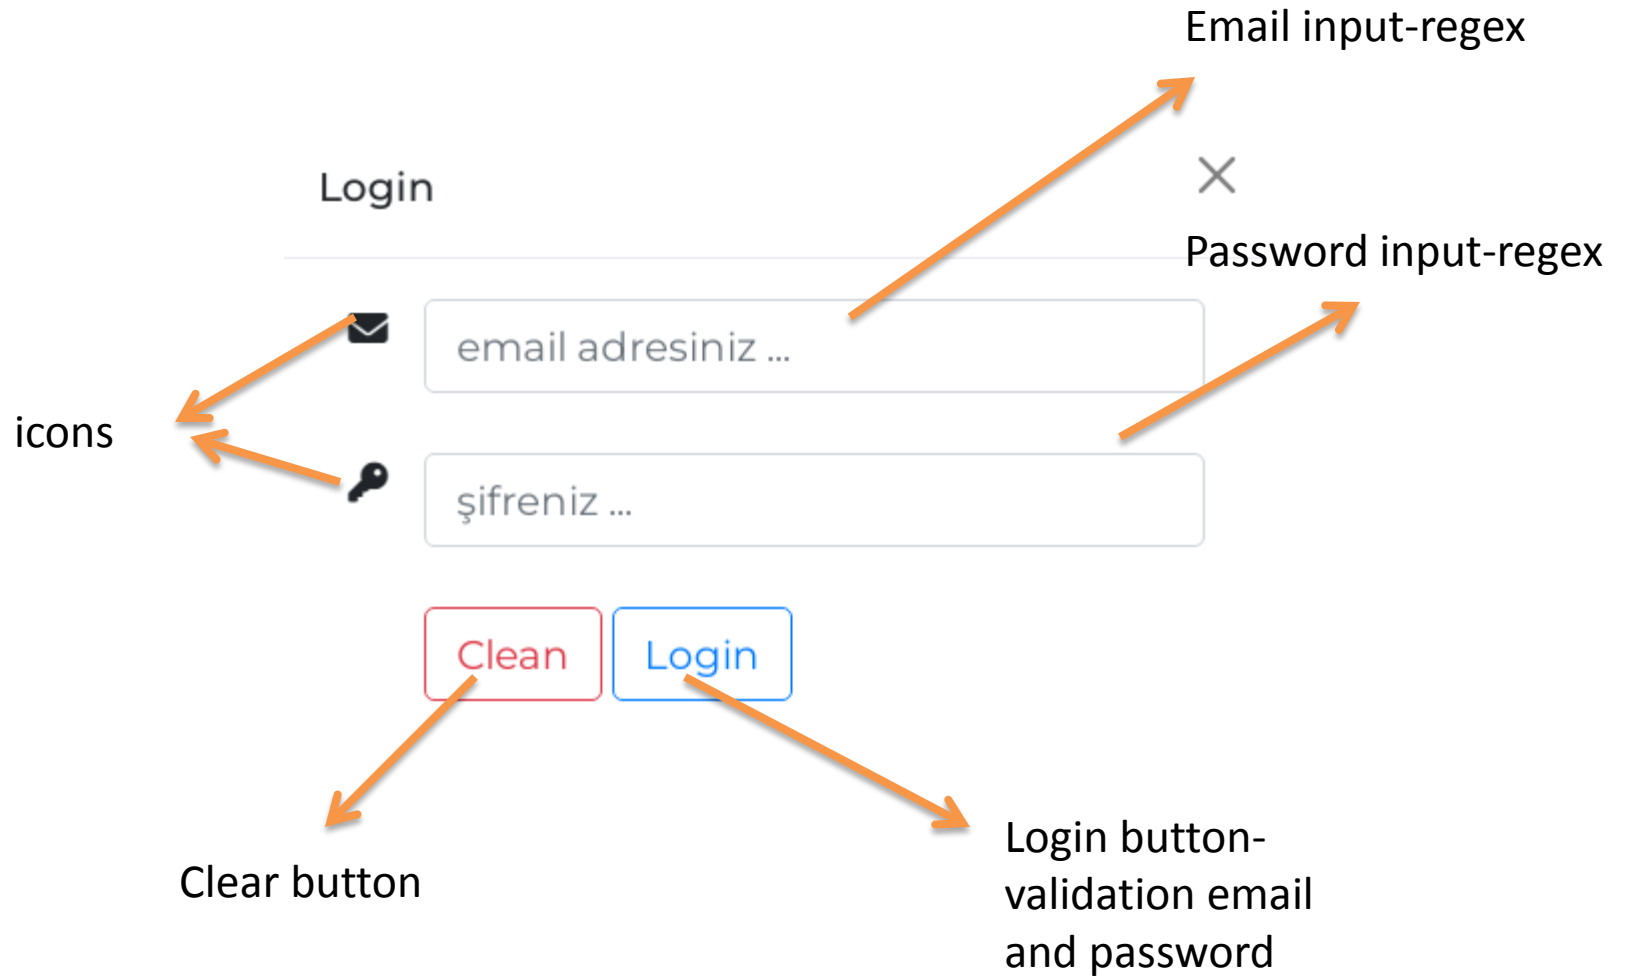 Email input-regex
Login
Password input-regex
email adresiniz ...
icons
şifreniz ...
Clean
Login
Clear button
Login button-
validation email
and password